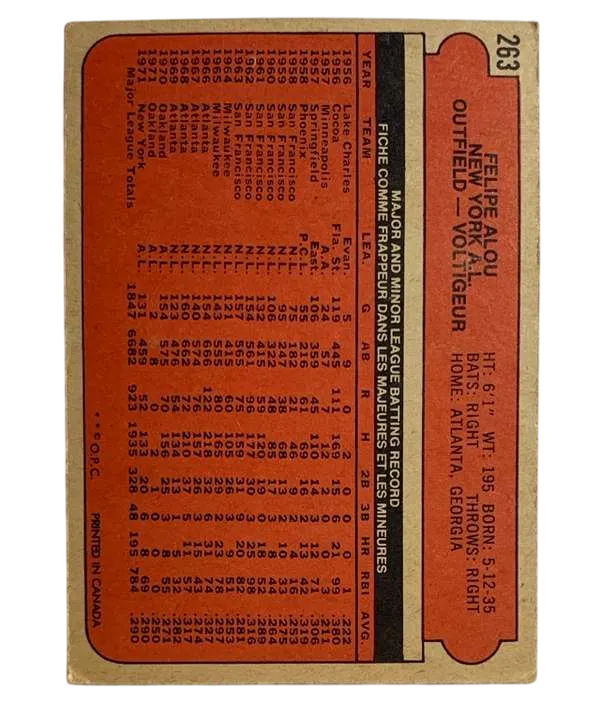 263
FELIPE ALOU
NEW YORK A.L.
OUTFIELD — VOLTIGEUR
HT: 6'1" WT: 195 BORN: 5-12-35
BATS: RIGHT THROWS: RIGHT
HOME: ATLANTA, GEORGIA
MAJOR AND MINOR LEAGUE BATTING RECORD
FICHE COMME FRAPPEUR DANS LES MAJEURES ET LES MINEURES
YEAR TEAM LEA. G AB R H 2B 3B HR RBI AVG.
1956 Lake Charles Evan. 5 9 0 2 0 0 0 1 .222
1956 Cocoa Fla. St. 119 445 111 169 15 6 21 99 .380
1957 Minneapolis A.A. 24 57 7 12 2 0 0 3 .211
1957 Springfield East. 106 359 45 110 14 3 12 71 .306
1958 Phoenix P.C.L. 55 216 61 69 16 2 13 42 .319
1958 San Francisco N.L. 75 182 21 46 9 2 4 16 .253
1959 San Francisco N.L. 95 247 38 68 13 2 10 33 .275
1960 San Francisco N.L. 322 48 85 17 3 8 44 .264
1961 San Francisco N.L. 415 59 120 19 0 18 52 .289
1962 San Francisco N.L. 154 561 96 177 30 3 25 98 .316
1963 San Francisco N.L. 157 565 75 159 31 9 20 82 .281
1964 Milwaukee N.L. 121 415 60 105 26 3 9 51 .253
1965 Milwaukee N.L. 143 555 80 165 29 2 23 78 .297
1966 Atlanta N.L. 154 666 122 218 32 6 31 74 .327
1967 Atlanta N.L. 140 574 76 157 26 3 15 43 .274
1968 Atlanta N.L. 160 662 72 210 37 5 11 57 .317
1969 Atlanta N.L. 123 476 54 134 13 1 5 32 .282
1970 Oakland A.L. 154 575 70 156 25 3 8 55 .271
1971 Oakland A.L. 2 8 0 2 1 0 0 0 .250
1971 New York A.L. 131 459 52 133 20 6 8 69 .290
Major League Totals 1847 6682 923 1935 328 48 195 784 .290
* * © O.P.C. PRINTED IN CANADA